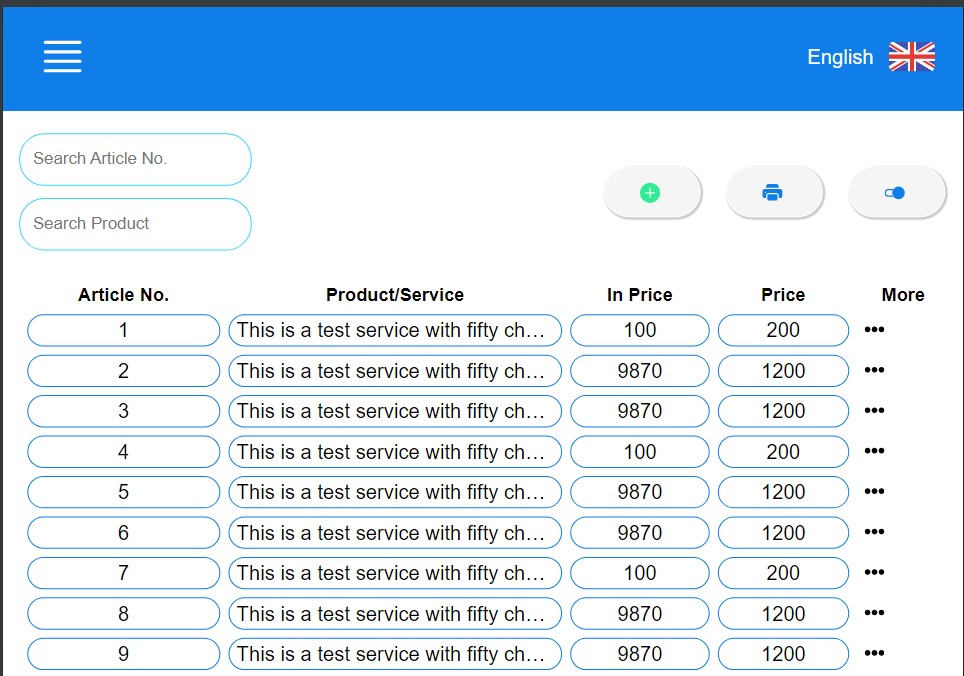 English
Search Article No.
Search Product
Article No. Product/Service In Price Price More
1 This is a test service with fifty ch… 100 200 •••
2 This is a test service with fifty ch… 9870 1200 •••
3 This is a test service with fifty ch… 9870 1200 •••
4 This is a test service with fifty ch… 100 200 •••
5 This is a test service with fifty ch… 9870 1200 •••
6 This is a test service with fifty ch… 9870 1200 •••
7 This is a test service with fifty ch… 100 200 •••
8 This is a test service with fifty ch… 9870 1200 •••
9 This is a test service with fifty ch… 9870 1200 •••